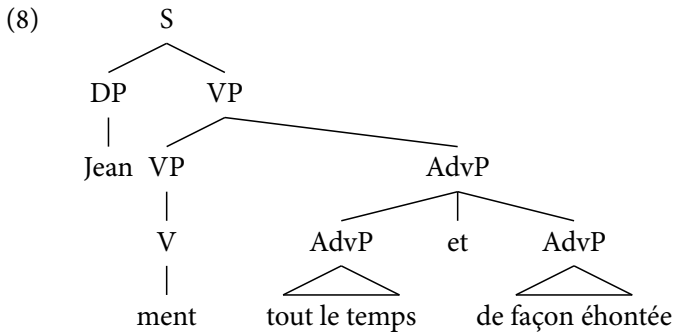 (8) S
DP VP
Jean VP AdvP
V AdvP et AdvP
ment tout le temps de façon éhontée